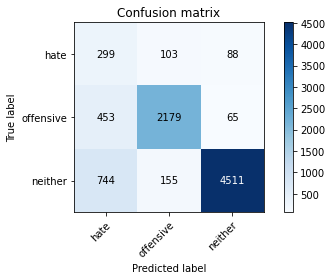 Confusion matrix
hate 299 103 88
offensive 453 2179 65
neither 744 155 4511
hate offensive neither
True label
Predicted label
4500
4000
3500
3000
2500
2000
1500
1000
500